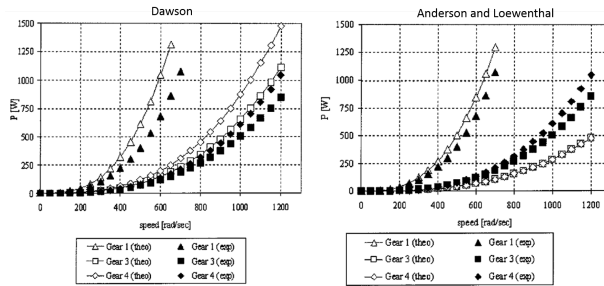 Dawson
1500
1250
1000
750
500
250
0
P [W]
0 200 400 600 800 1000 1200
speed [rad/sec]
Gear 1 (theo) Gear 1 (exp)
Gear 3 (theo) Gear 3 (exp)
Gear 4 (theo) Gear 4 (exp)
Anderson and Loewenthal
1500
1250
1000
750
500
250
0
P [W]
0 200 400 600 800 1000 1200
speed [rad/sec]
Gear 1 (theo) Gear 1 (exp)
Gear 3 (theo) Gear 3 (exp)
Gear 4 (theo) Gear 4 (exp)